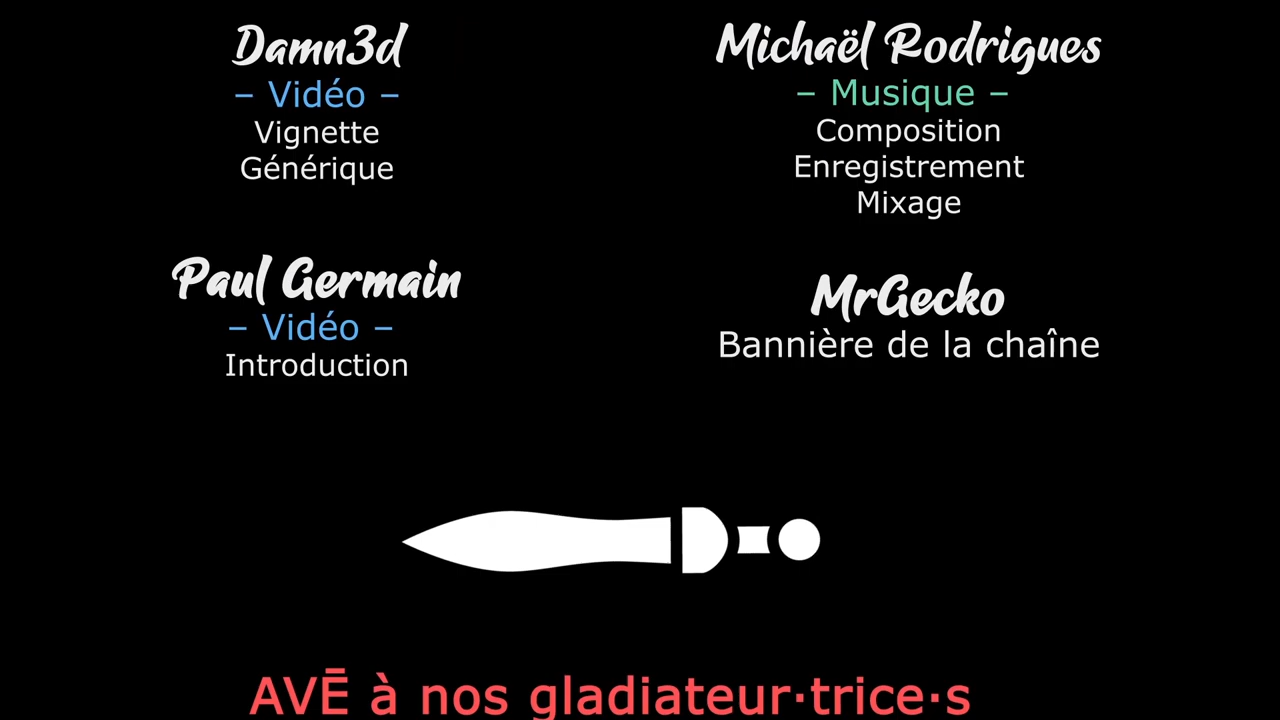 Damn3d
– Vidéo –
Vignette
Générique
Michaël Rodrigues
– Musique –
Composition
Enregistrement
Mixage
Paul Germain
– Vidéo –
Introduction
MrGecko
Bannière de la chaîne
AVĒ à nos gladiateur·trice·s